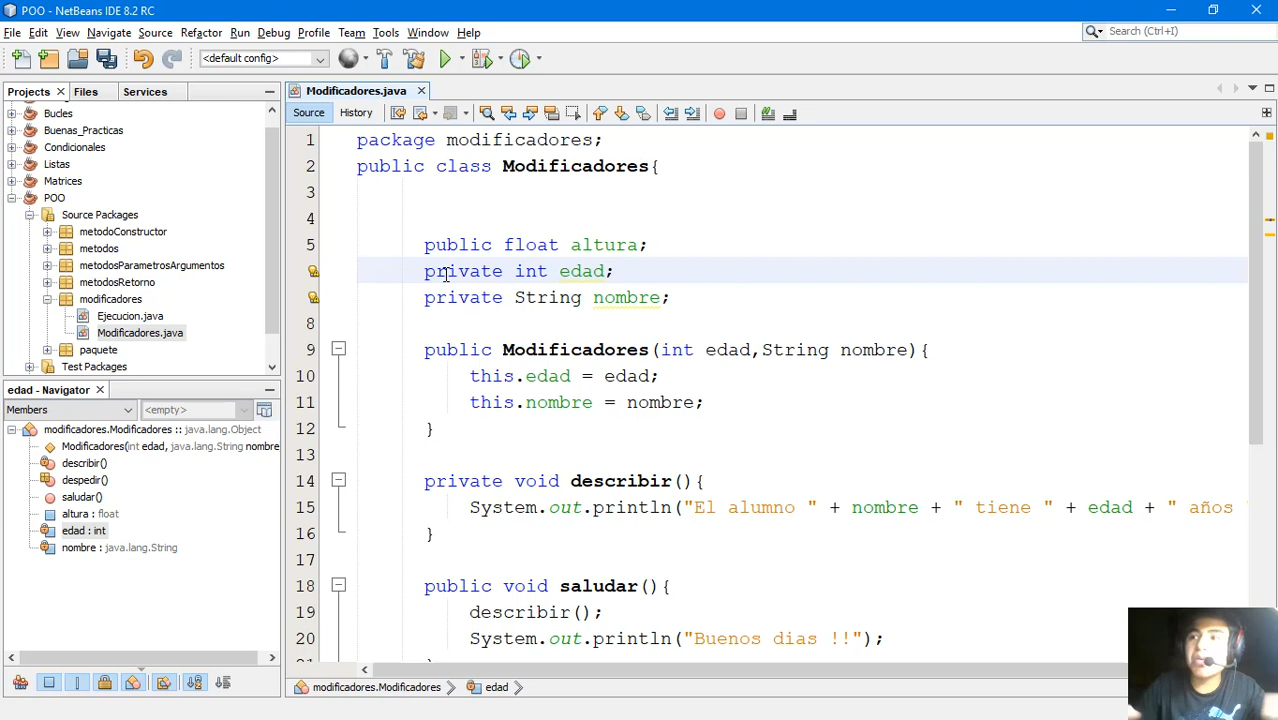 POO - NetBeans IDE 8.2 RC
File Edit View Navigate Source Refactor Run Debug Profile Team Tools Window Help
Search (Ctrl+I)
<default config>
Projects Files Services
Modificadores.java
Source History
Bucles
Buenas_Practicas
Condicionales
Listas
Matrices
POO
Source Packages
metodoConstructor
metodos
metodosParametrosArgumentos
metodosRetorno
modificadores
Ejecucion.java
Modificadores.java
paquete
Test Packages
edad - Navigator
Members <empty>
modificadores.Modificadores :: java.lang.Object
Modificadores(int edad, java.lang.String nombre
describir()
despedir()
saludar()
altura : float
edad : int
nombre : java.lang.String
1 package modificadores;
2 public class Modificadores{
3
4
5 public float altura;
private int edad;
private String nombre;
8
9 public Modificadores(int edad,String nombre){
10 this.edad = edad;
11 this.nombre = nombre;
12 }
13
14 private void describir(){
15 System.out.println("El alumno " + nombre + " tiene " + edad + " años "
16 }
17
18 public void saludar(){
19 describir();
20 System.out.println("Buenos dias !!");
modificadores.Modificadores edad